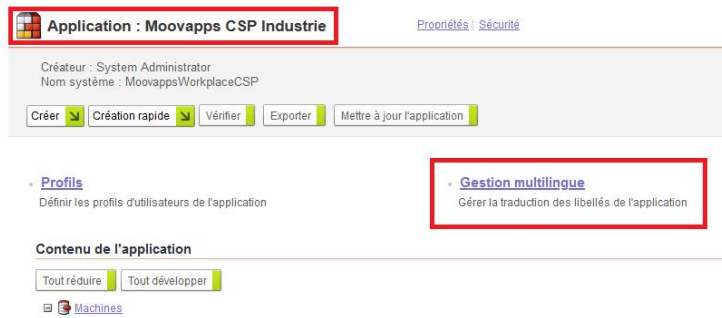 Application : Moovapps CSP Industrie
Propriétés | Sécurité
Créateur : System Administrator
Nom système : MoovappsWorkplaceCSP
Créer Création rapide Vérifier Exporter Mettre à jour l'application
Profils
Définir les profils d'utilisateurs de l'application
Gestion multilingue
Gérer la traduction des libellés de l'application
Contenu de l'application
Tout réduire Tout développer
Machines